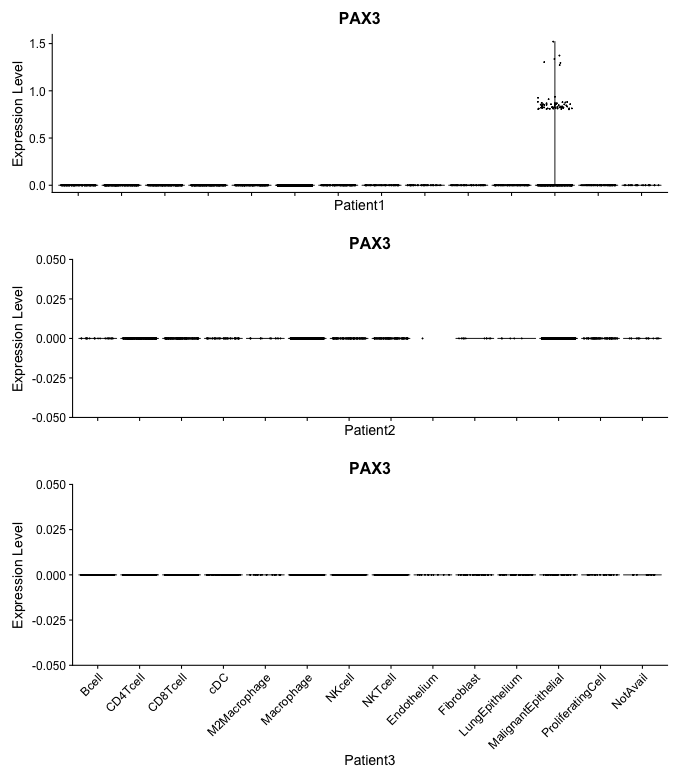 PAX3
1.5
1.0
0.5
0.0
Expression Level
Patient1
PAX3
0.050
0.025
0.000
-0.025
-0.050
Expression Level
Patient2
PAX3
0.050
0.025
0.000
-0.025
-0.050
Expression Level
Bcell
CD4Tcell
CD8Tcell
cDC
M2Macrophage
Macrophage
NKcell
NKTcell
Endothelium
Fibroblast
LungEpithelium
MalignantEpithelial
ProliferatingCell
NotAvail
Patient3